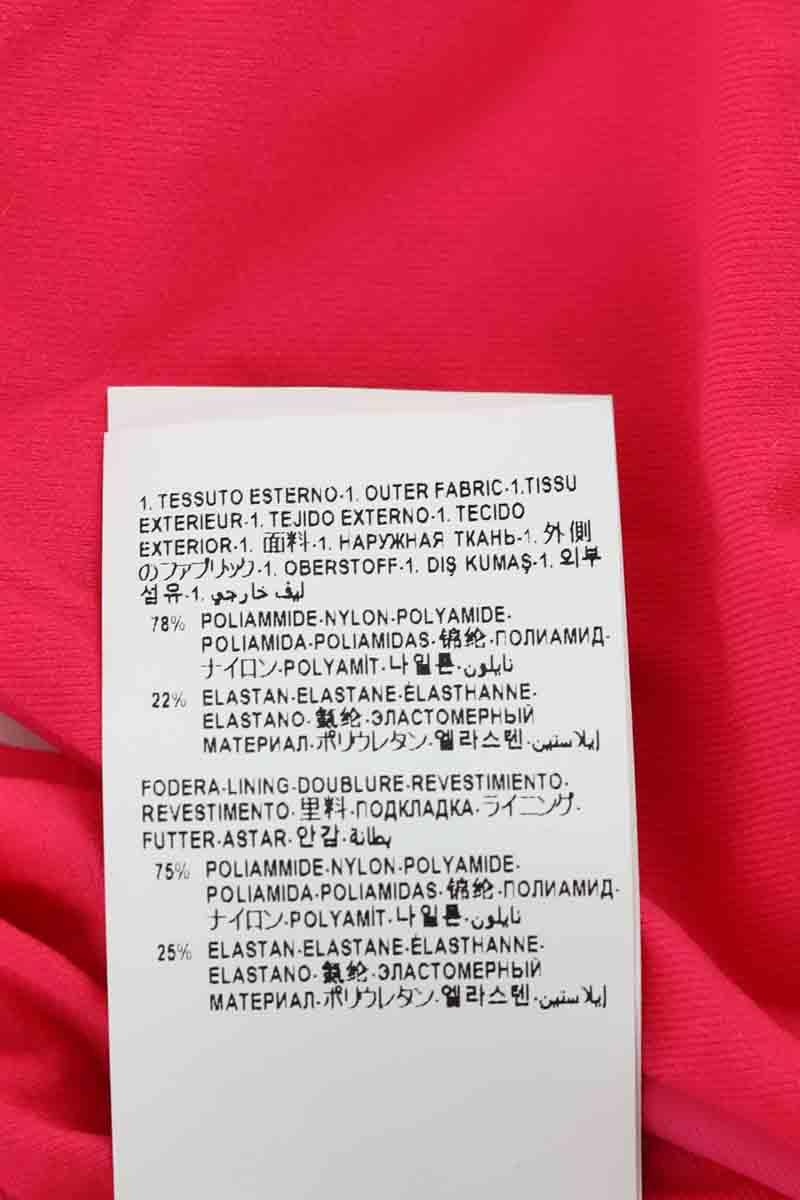 1. TESSUTO ESTERNO-1. OUTER FABRIC-1.TISSU
EXTERIEUR-1. TEJIDO EXTERNO-1. TECIDO
EXTERIOR-1. 面料-1. НАРУЖНАЯ ТКАНЬ-1. 外側
のファブリック-1. OBERSTOFF-1. DIŞ KUMAŞ-1. 외부
섬유-1. ليف خارجي
78% POLIAMMIDE-NYLON-POLYAMIDE-
POLIAMIDA-POLIAMIDAS-锦纶-ПОЛИАМИД-
ナイロン-POLYAMİT-나일론-نايلون
22% ELASTAN-ELASTANE-ÉLASTHANNE-
ELASTANO-氨纶-ЭЛАСТОМЕРНЫЙ
МАТЕРИАЛ-ポリウレタン-엘라스텐-إيلاستين
FODERA-LINING-DOUBLURE-REVESTIMIENTO-
REVESTIMENTO-里料-ПОДКЛАДКА-ライニング-
FUTTER-ASTAR-안감-بطانة
75% POLIAMMIDE-NYLON-POLYAMIDE-
POLIAMIDA-POLIAMIDAS-锦纶-ПОЛИАМИД-
ナイロン-POLYAMİT-나일론-نايلون
25% ELASTAN-ELASTANE-ÉLASTHANNE-
ELASTANO-氨纶-ЭЛАСТОМЕРНЫЙ
МАТЕРИАЛ-ポリウレタン-엘라스텐-إيلاستين